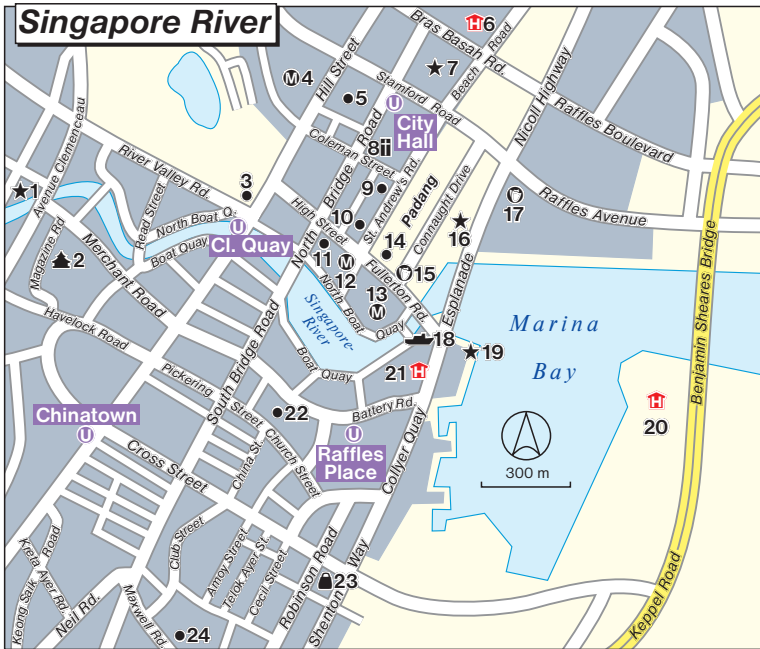 Singapore River
Bras Basah Rd.
6
Beach Road
7
Nicoll Highway
M 4
Hill Street
5
Stamford Road
U
City
Hall
Raffles Boulevard
Coleman Street
8
Avenue Clemenceau
River Valley Rd.
3
1
North Bridge Road
9
St. Andrew's Rd.
Padang
Connaught Drive
17
Raffles Avenue
Read Street
North Boat Q.
Boat Quay
U
Cl. Quay
High Street
10
11
M
12
14
16
15
Magazine Rd
2
Merchant Road
Fullerton Rd.
13
M
North Boat Quay
Esplanade
Singapore-
River
Marina
Bay
Benjamin Sheares Bridge
18
19
Havelock Road
South Bridge Road
Boat Quay
21
20
Pickering Street
22
Battery Rd.
Chinatown
U
U
Raffles
Place
Collyer Quay
300 m
Cross Street
China St.
Church Street
Keong Saik Road
Kreta Ayer Rd.
Neil Rd.
Club Street
Amoy Street
Telok Ayer St.
Cecil Street
Robinson Road
Shenton Way
23
Maxwell Rd.
24
Keppel Road